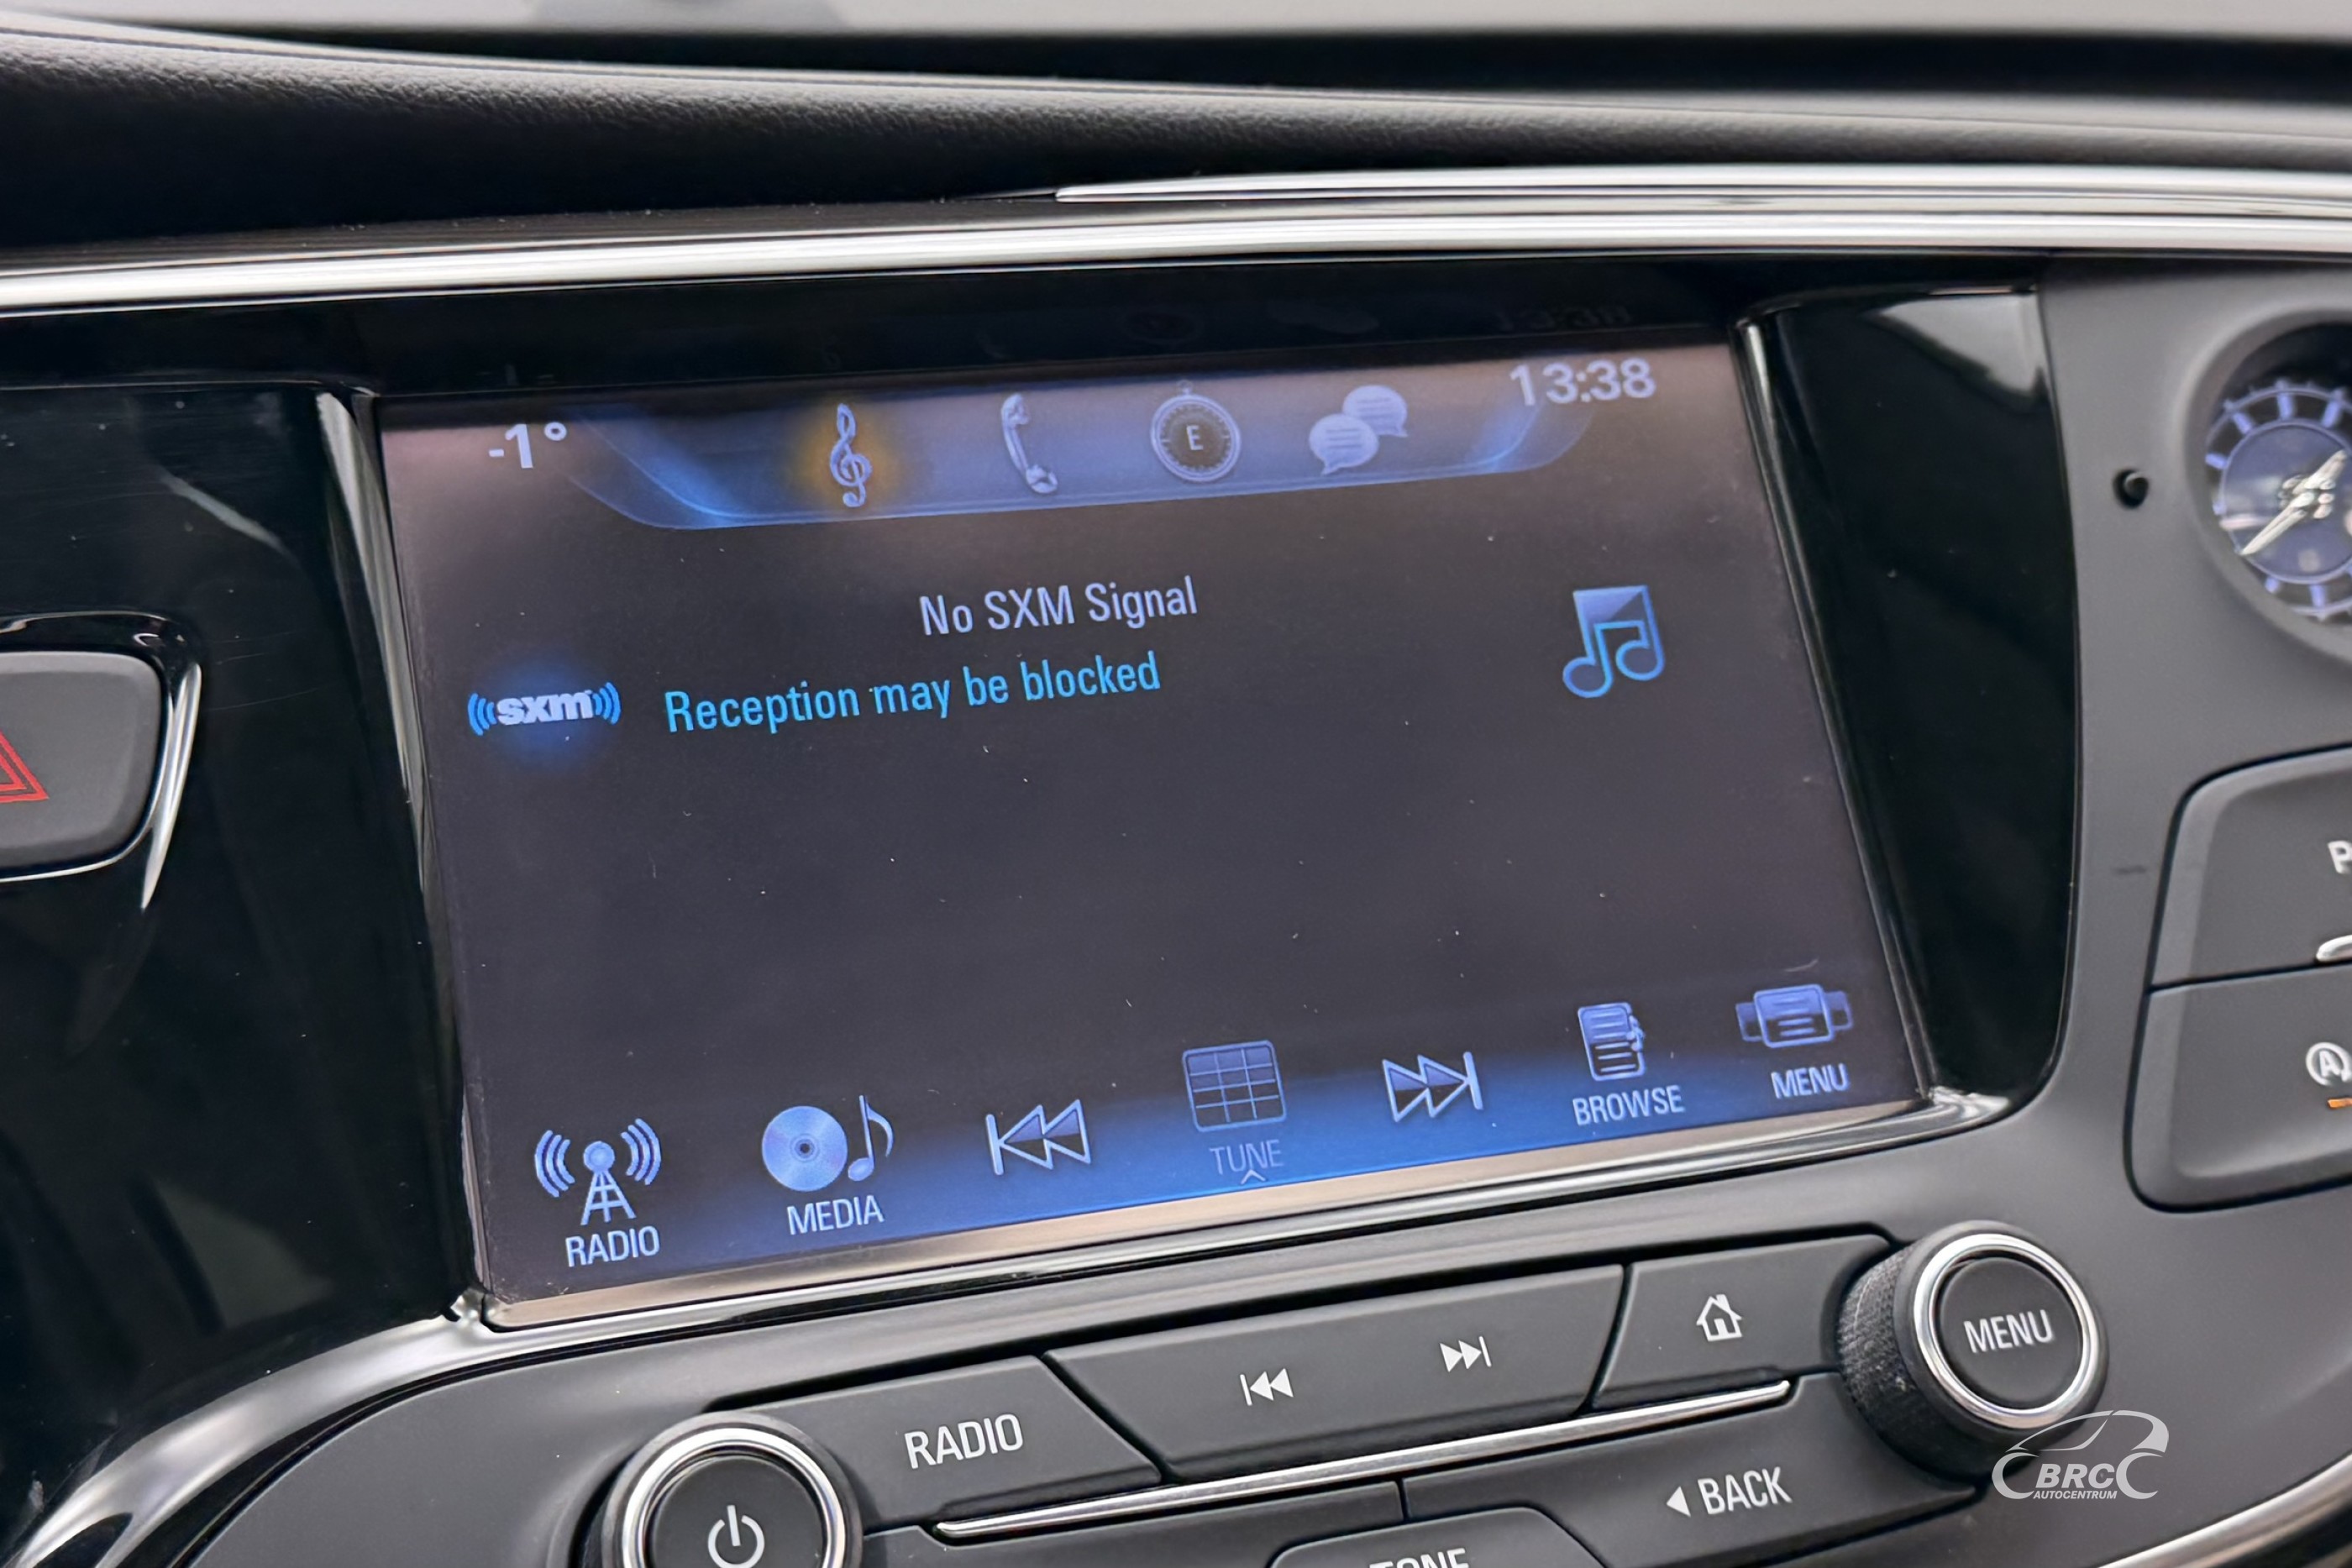 -1°
E
13:38
No SXM Signal
((sxm))
Reception may be blocked
RADIO
MEDIA
TUNE
BROWSE
MENU
RADIO
MENU
BACK
TONE
A
BRC
AUTOCENTRUM